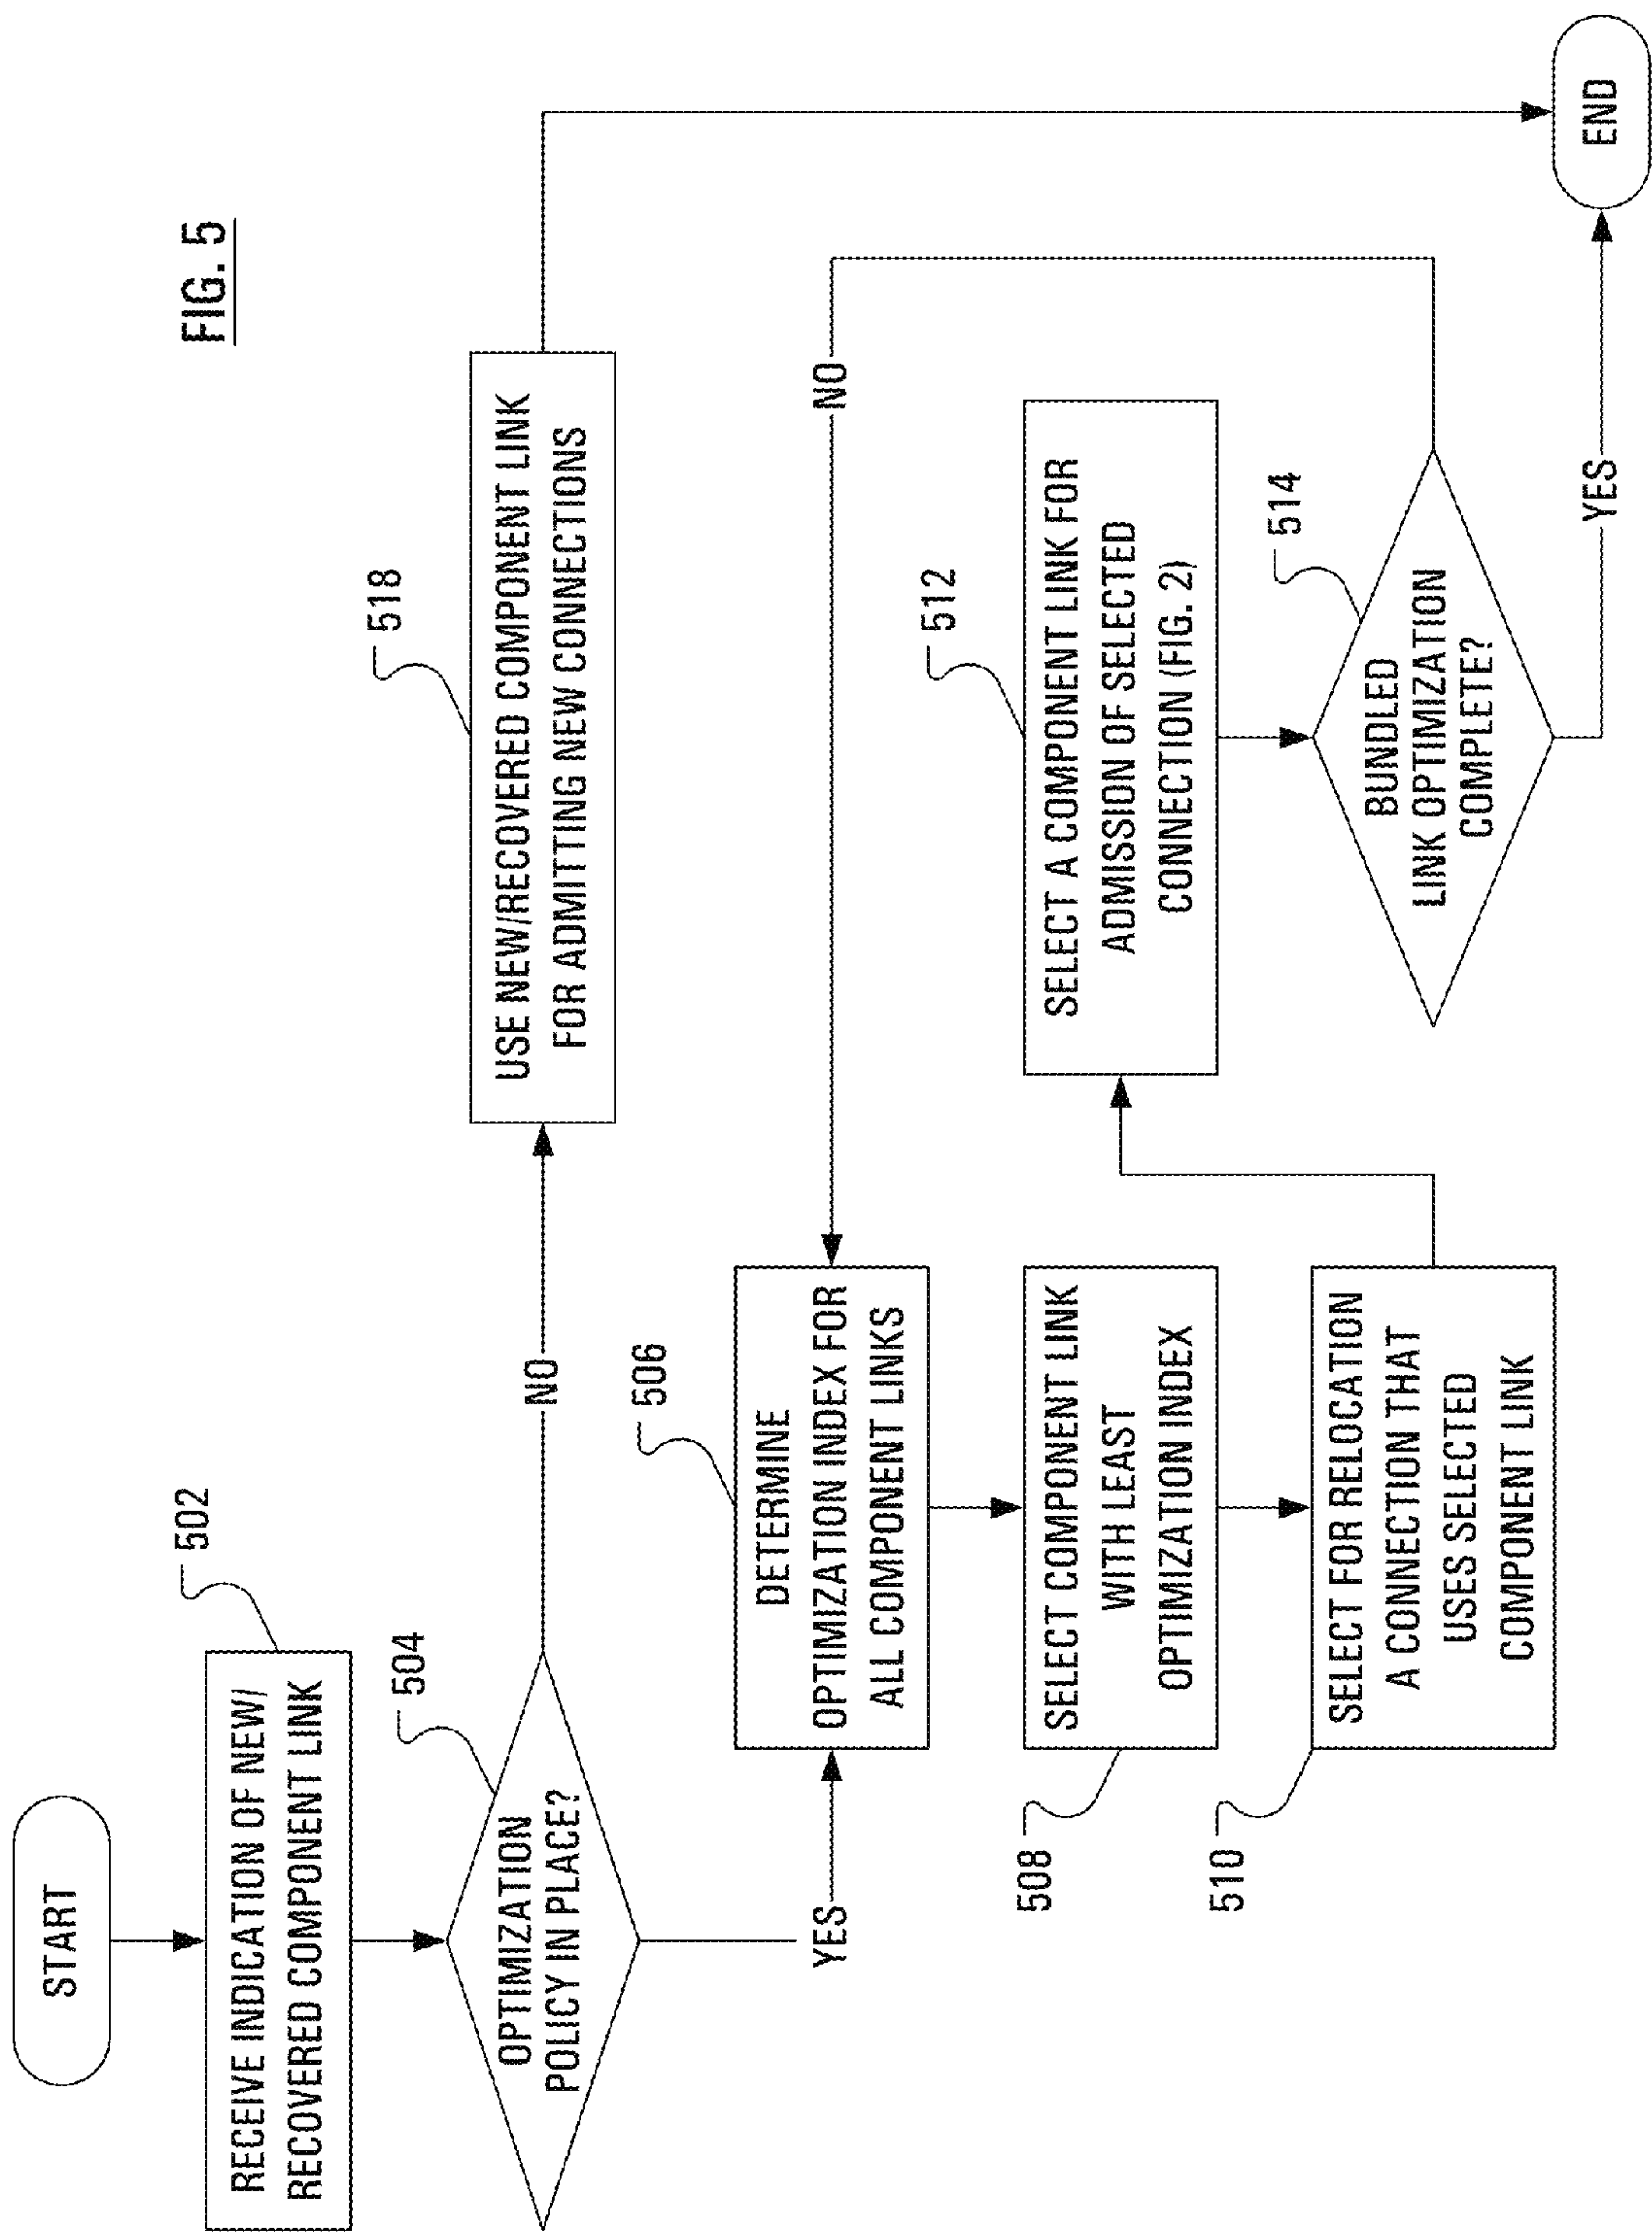 FIG. 5
START
502
RECEIVE INDICATION OF NEW/
RECOVERED COMPONENT LINK
504
OPTIMIZATION
POLICY IN PLACE?
NO
518
USE NEW/RECOVERED COMPONENT LINK
FOR ADMITTING NEW CONNECTIONS
YES
506
DETERMINE
OPTIMIZATION INDEX FOR
ALL COMPONENT LINKS
508
SELECT COMPONENT LINK
WITH LEAST
OPTIMIZATION INDEX
510
SELECT FOR RELOCATION
A CONNECTION THAT
USES SELECTED
COMPONENT LINK
512
SELECT A COMPONENT LINK FOR
ADMISSION OF SELECTED
CONNECTION (FIG. 2)
514
BUNDLED
LINK OPTIMIZATION
COMPLETE?
NO
YES
END